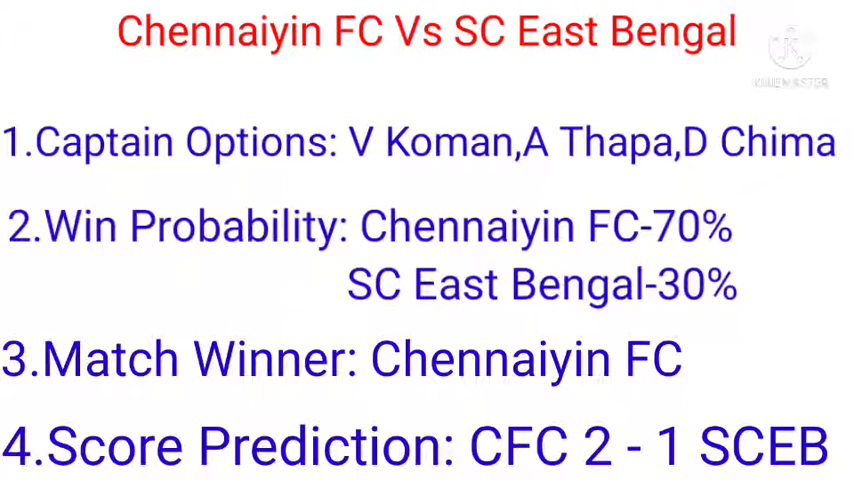 Chennaiyin FC Vs SC East Bengal
KINEMASTER
1.Captain Options: V Koman,A Thapa,D Chima
2.Win Probability: Chennaiyin FC-70%
SC East Bengal-30%
3.Match Winner: Chennaiyin FC
4.Score Prediction: CFC 2 - 1 SCEB